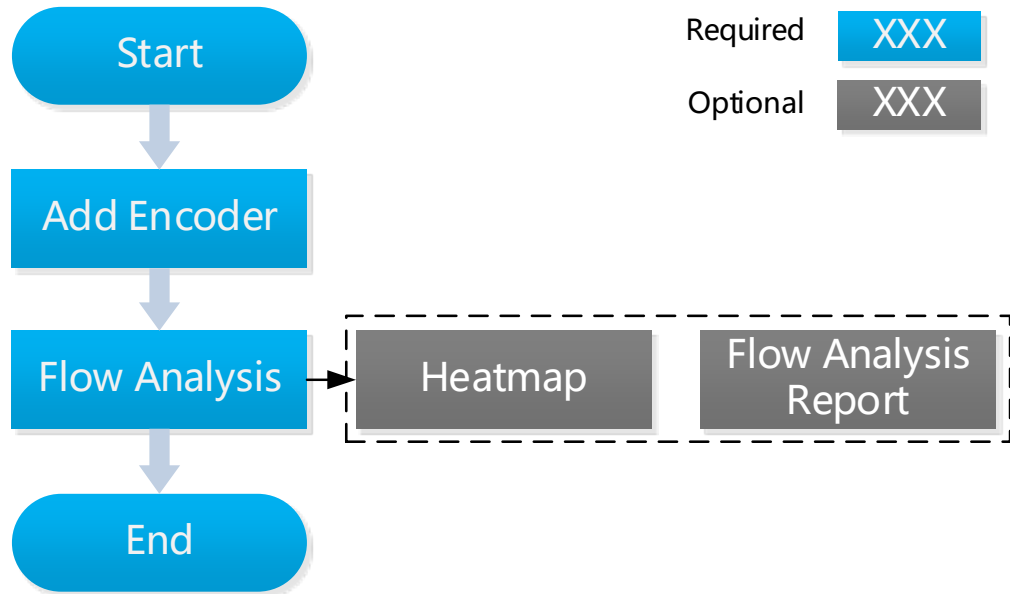 Start
Required
XXX
Optional
XXX
Add Encoder
Flow Analysis
Heatmap
Flow Analysis
Report
End